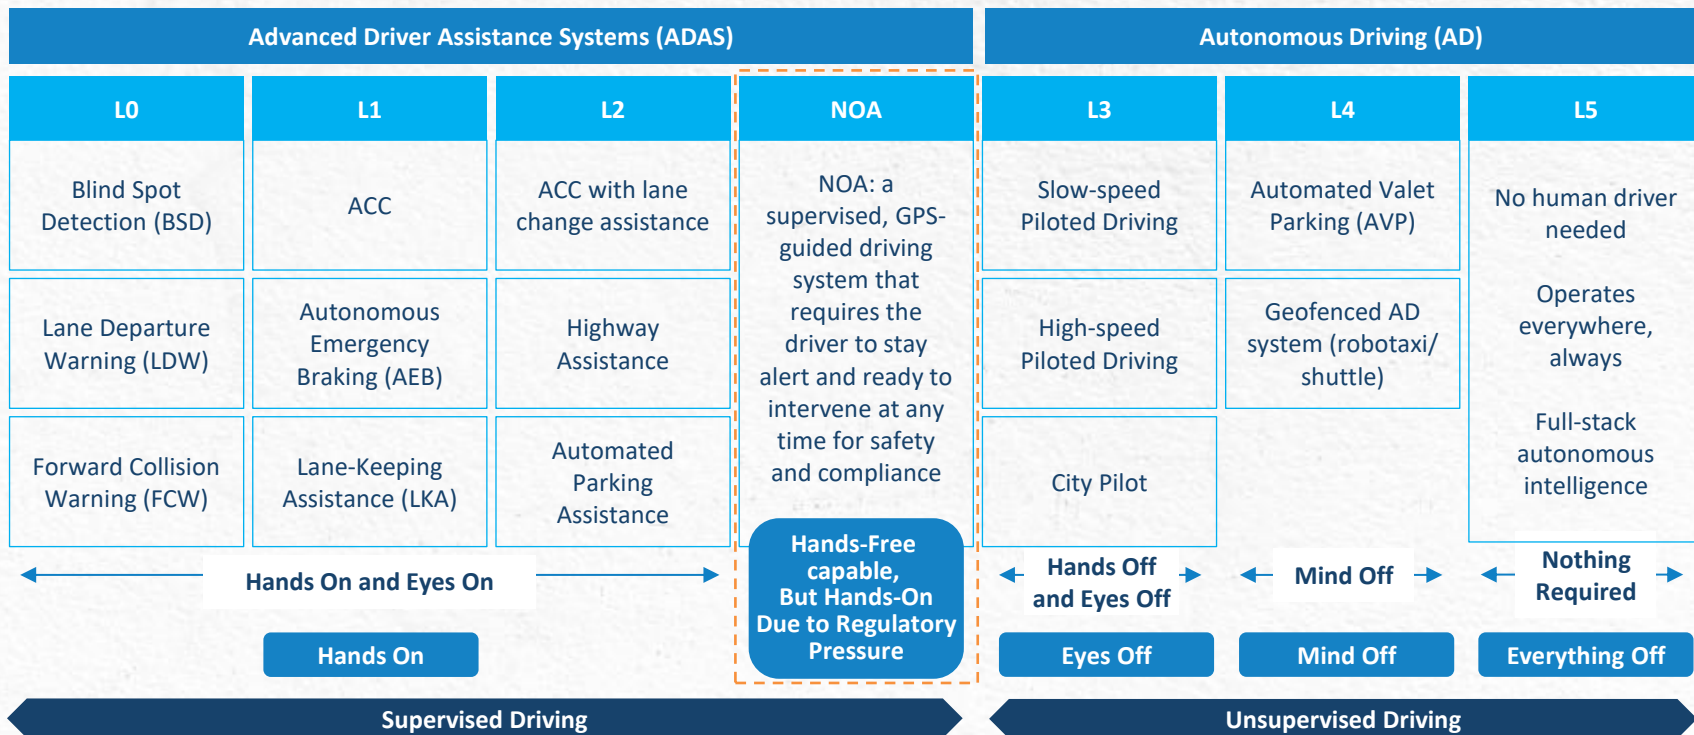 Advanced Driver Assistance Systems (ADAS)
Autonomous Driving (AD)
L0
L1
L2
NOA
L3
L4
L5
Blind Spot
Detection (BSD)
Lane Departure
Warning (LDW)
Forward Collision
Warning (FCW)
ACC
Autonomous
Emergency
Braking (AEB)
Lane-Keeping
Assistance (LKA)
ACC with lane
change assistance
Highway
Assistance
Automated
Parking
Assistance
NOA: a
supervised, GPS-
guided driving
system that
requires the
driver to stay
alert and ready to
intervene at any
time for safety
and compliance
Hands-Free
capable,
But Hands-On
Due to Regulatory
Pressure
Slow-speed
Piloted Driving
High-speed
Piloted Driving
City Pilot
Automated Valet
Parking (AVP)
Geofenced AD
system (robotaxi/
shuttle)
No human driver
needed
Operates
everywhere,
always
Full-stack
autonomous
intelligence
Hands On and Eyes On
Hands Off
and Eyes Off
Mind Off
Nothing
Required
Hands On
Eyes Off
Mind Off
Everything Off
Supervised Driving
Unsupervised Driving